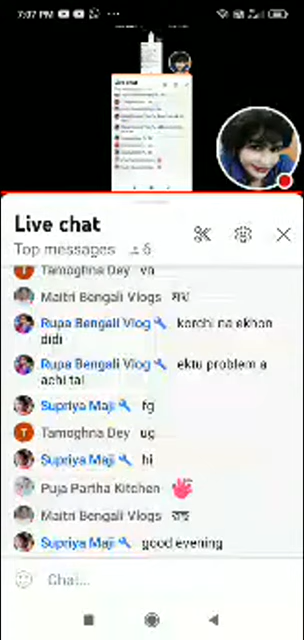 7:07 PM
Live chat
Top messages 6
Tamoghna Dey va
Maitri Bengali Vlogs
Rupa Bengali Vlog korchi na ekhon
didi
Rupa Bengali Vlog ektu problem a
achi tai
Supriya Maji fg
Tamoghna Dey ug
Supriya Maji hi
Puja Partha Kitchen
Maitri Bengali Vlogs
Supriya Maji good evening
Chat...